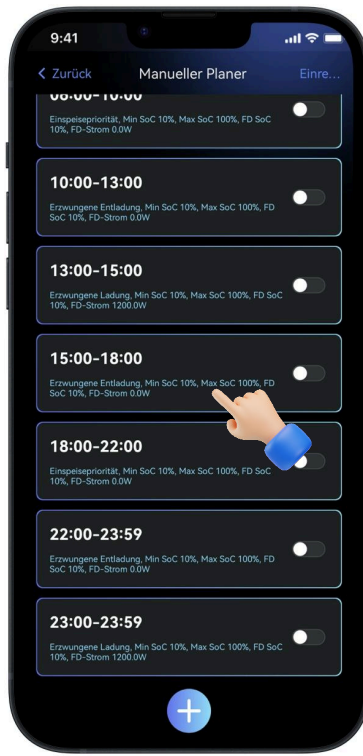 9:41
Zurück
Manueller Planer
Einre...
08:00-10:00
Einspeisepriorität, Min SoC 10%, Max SoC 100%, FD SoC
10%, FD-Strom 0.0W
10:00-13:00
Erzwungene Entladung, Min SoC 10%, Max SoC 100%, FD
SoC 10%, FD-Strom 0.0W
13:00-15:00
Erzwungene Ladung, Min SoC 10%, Max SoC 100%, FD SoC
10%, FD-Strom 1200.0W
15:00-18:00
Erzwungene Entladung, Min SoC 10%, Max SoC 100%, FD
SoC 10%, FD-Strom 0.0W
18:00-22:00
Einspeisepriorität, Min SoC 10%, Max SoC 100%, FD SoC
10%, FD-Strom 0.0W
22:00-23:59
Erzwungene Entladung, Min SoC 10%, Max SoC 100%, FD
SoC 10%, FD-Strom 0.0W
23:00-23:59
Erzwungene Ladung, Min SoC 10%, Max SoC 100%, FD SoC
10%, FD-Strom 1200.0W